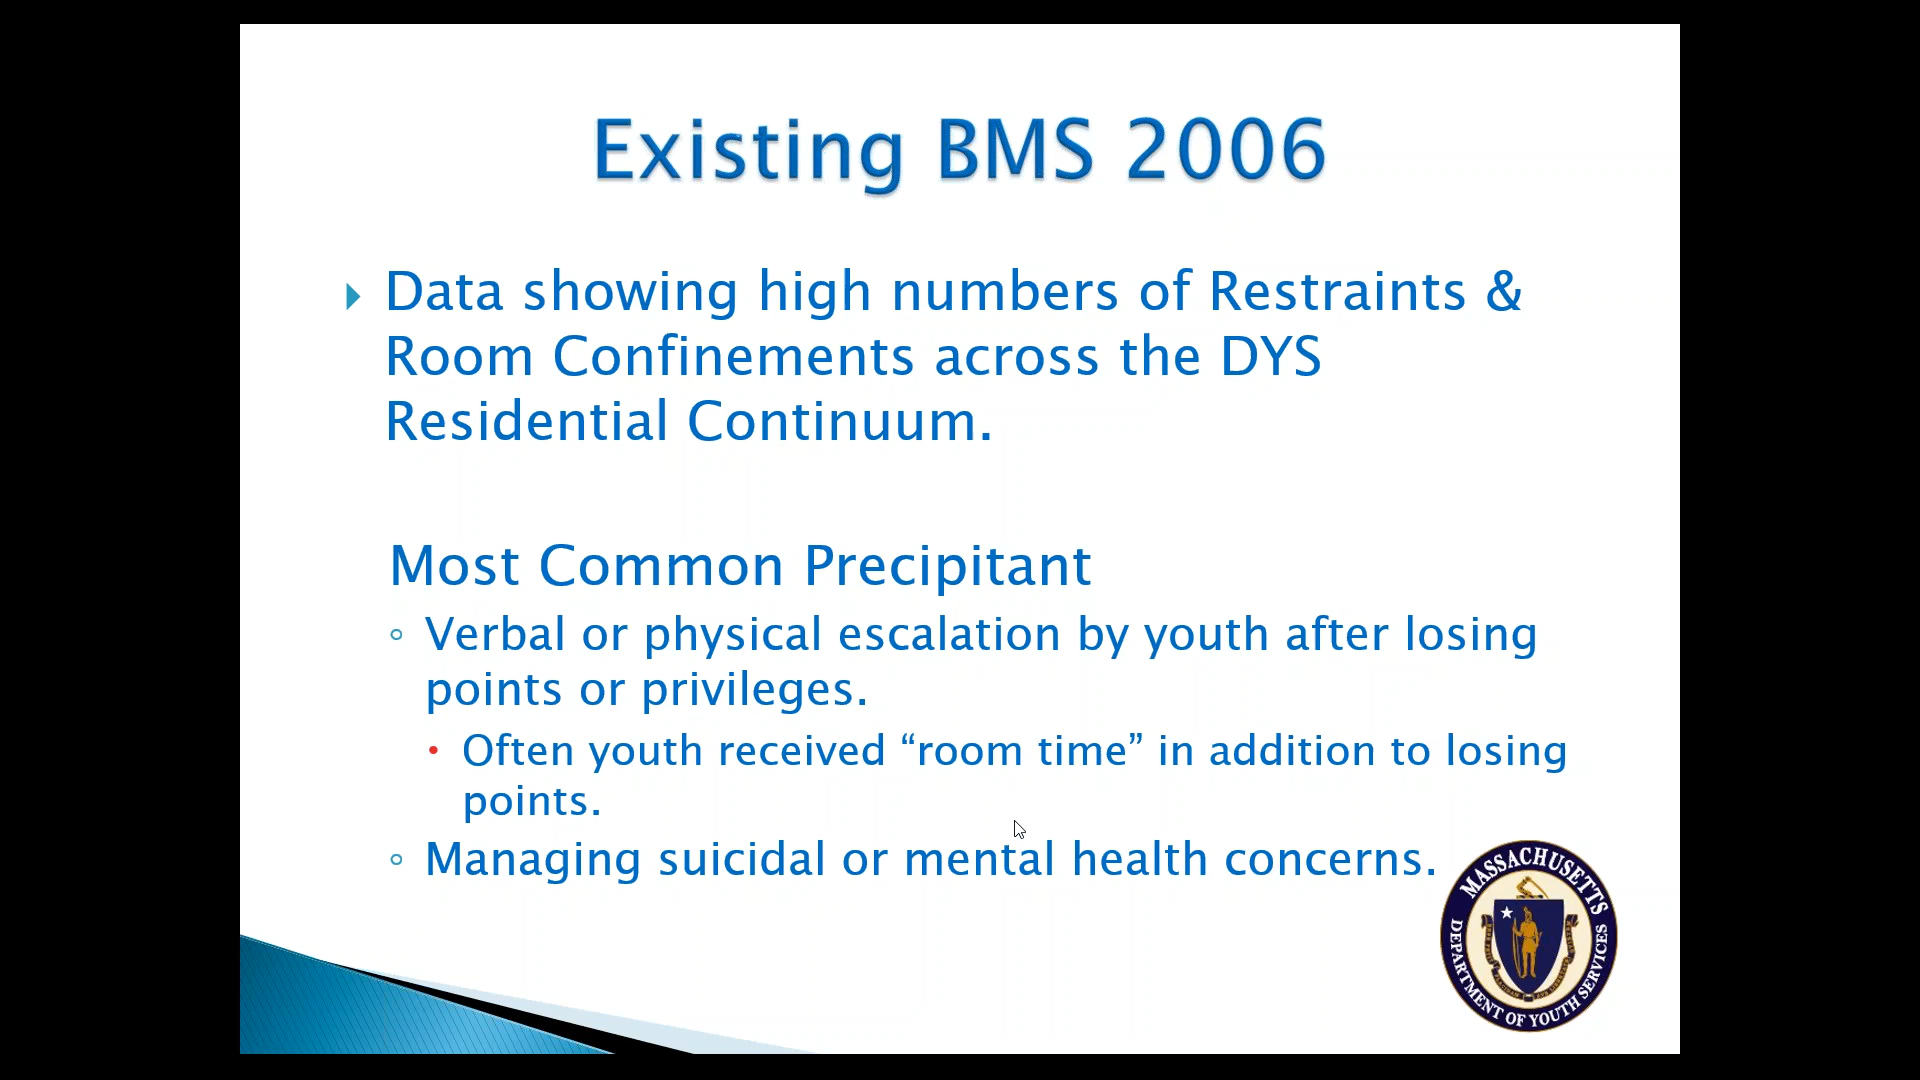 Existing BMS 2006
Data showing high numbers of Restraints &
Room Confinements across the DYS
Residential Continuum.
Most Common Precipitant
Verbal or physical escalation by youth after losing
points or privileges.
Often youth received “room time” in addition to losing
points.
Managing suicidal or mental health concerns.
MASSACHUSETTS
DEPARTMENT OF YOUTH SERVICES